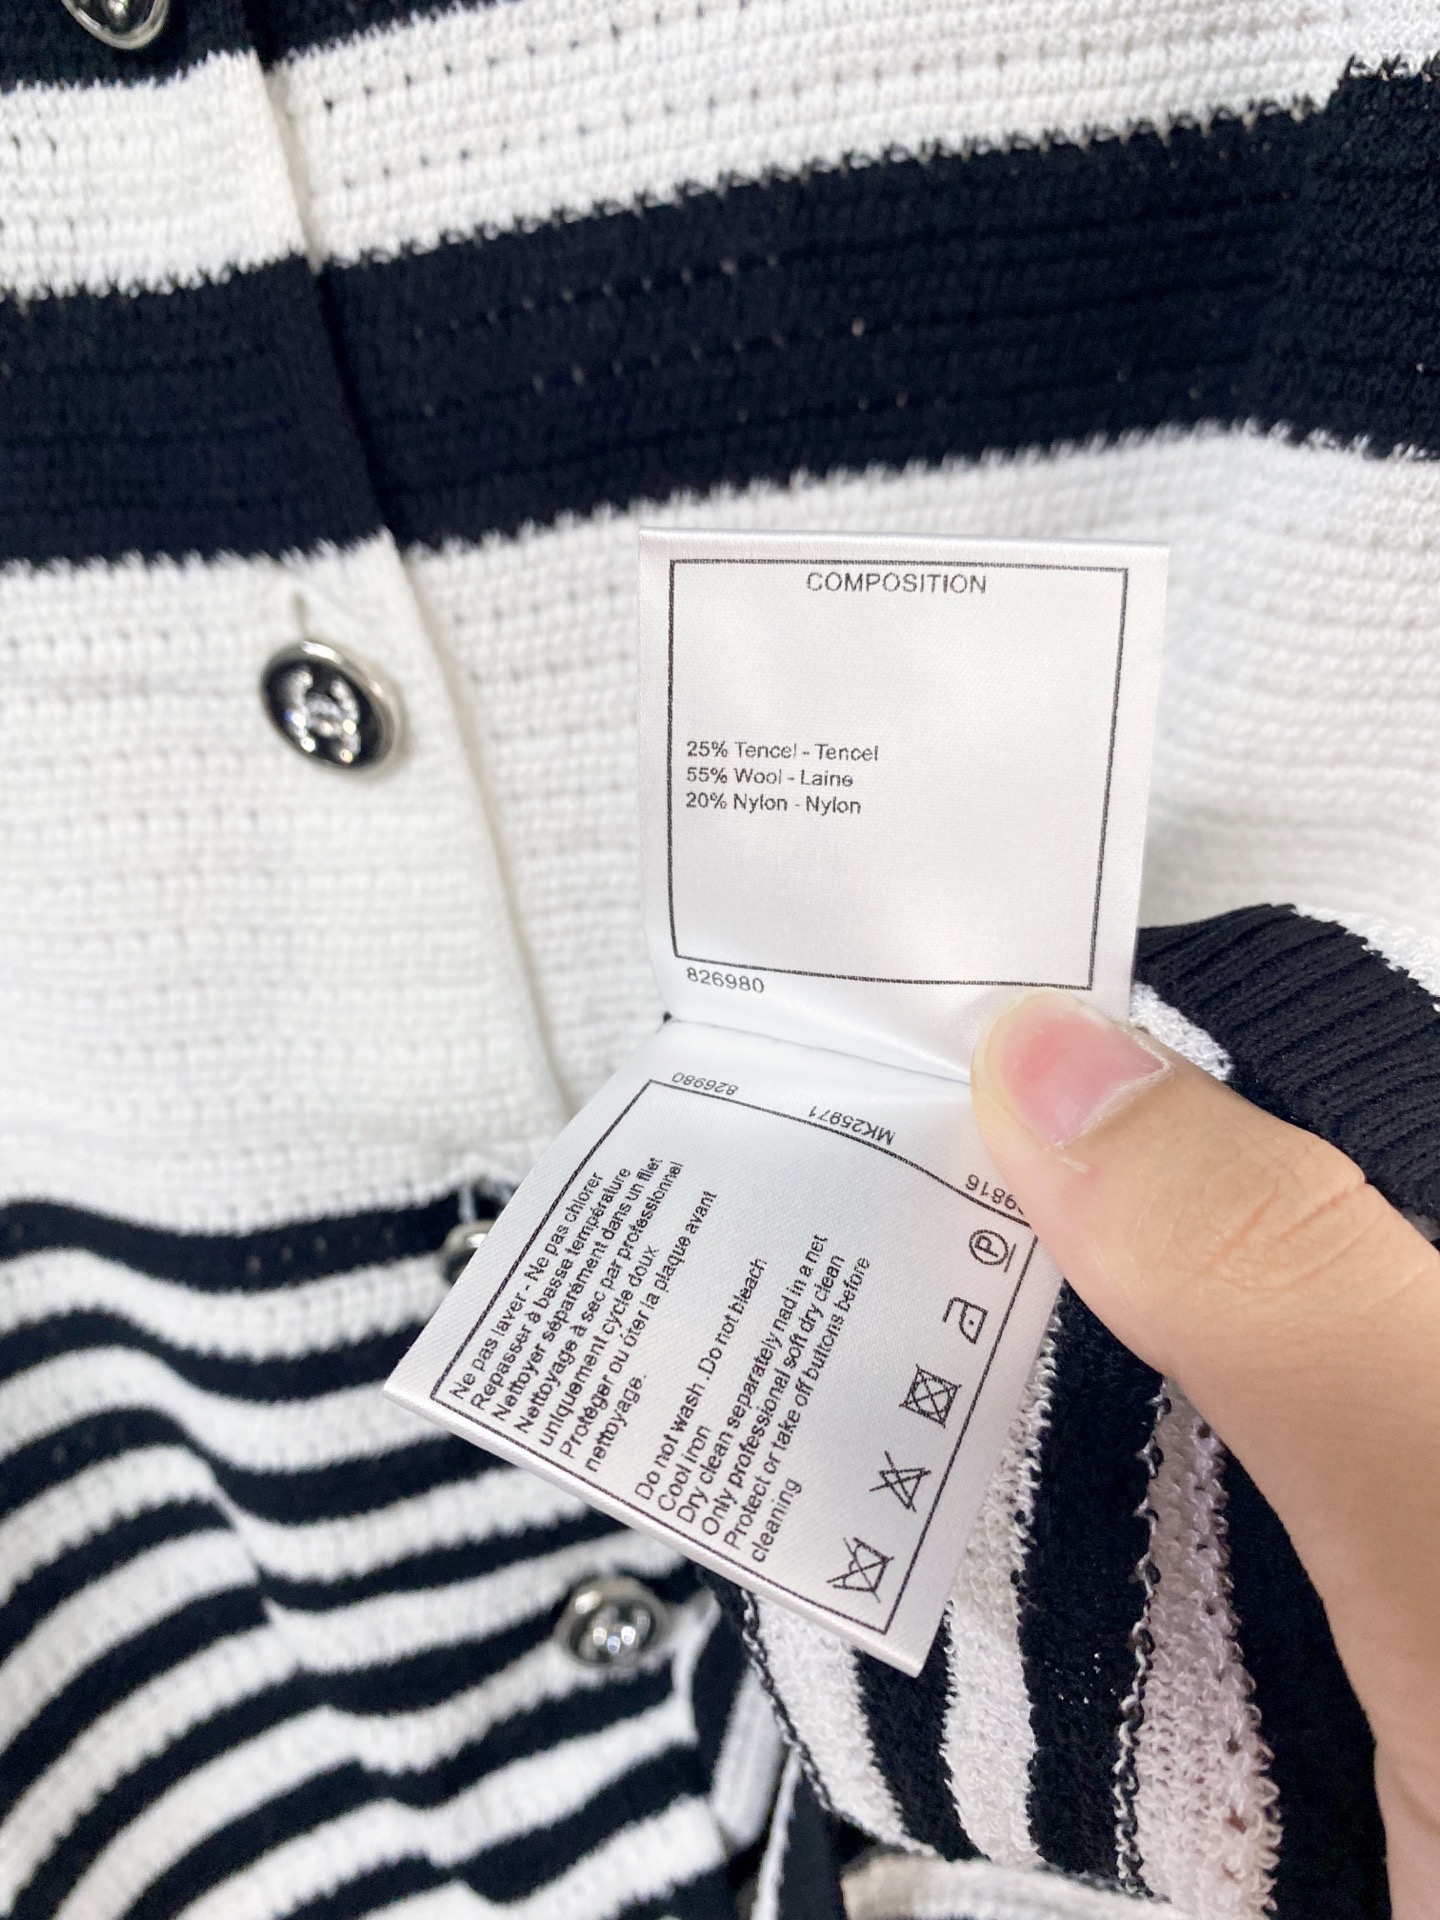 COMPOSITION
25% Tencel - Tencel
55% Wool - Laine
20% Nylon - Nylon
826980
826980
MK25971
9816
Ne pas laver - Ne pas chlorer
Repasser à basse température
Nettoyer séparément dans un filet
Nettoyage à sec par professionnel
uniquement cycle doux
Protéger ou ùter la plaque avant
nettoyage.
Do not wash . Do not bleach
Cool iron
Dry clean separately nad in a net
Only professional soft dry clean
Protect or take off buttons before
cleaning
P